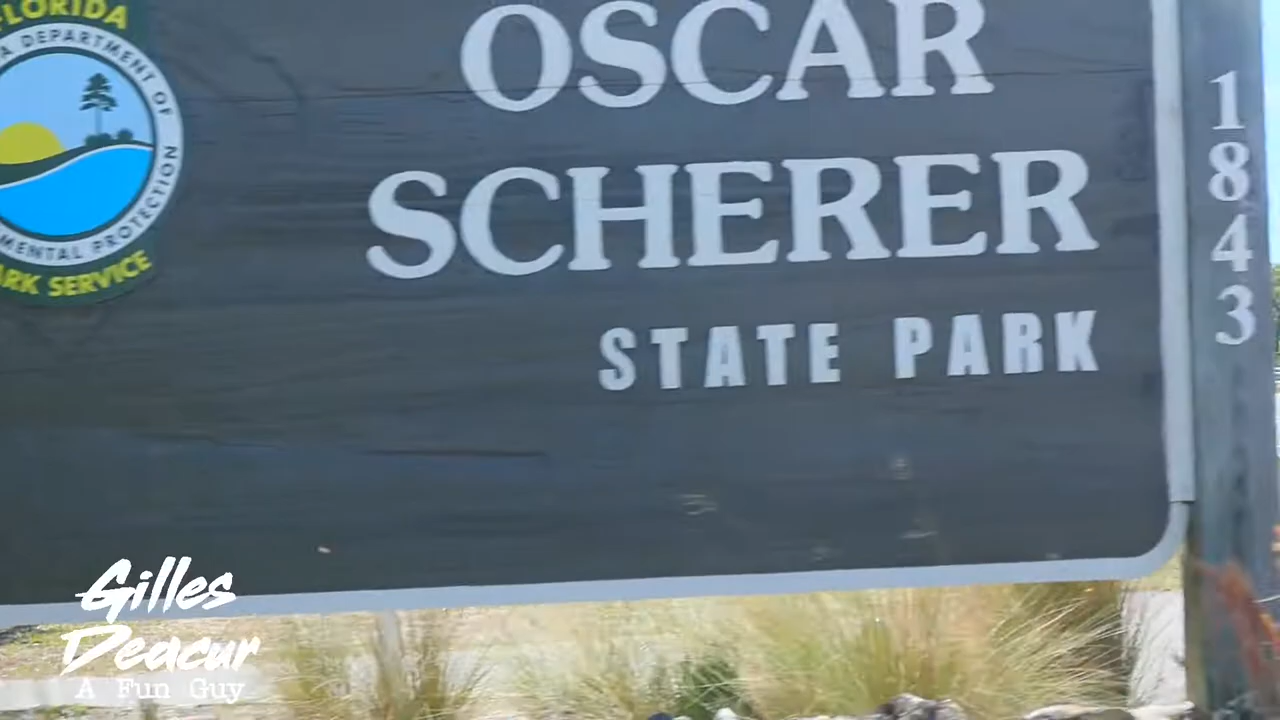 FLORIDA
A DEPARTMENT OF
MENTAL PROTECTION
ARK SERVICE
OSCAR
SCHERER
STATE PARK
1843
Gilles
Deacur
A Fun Guy